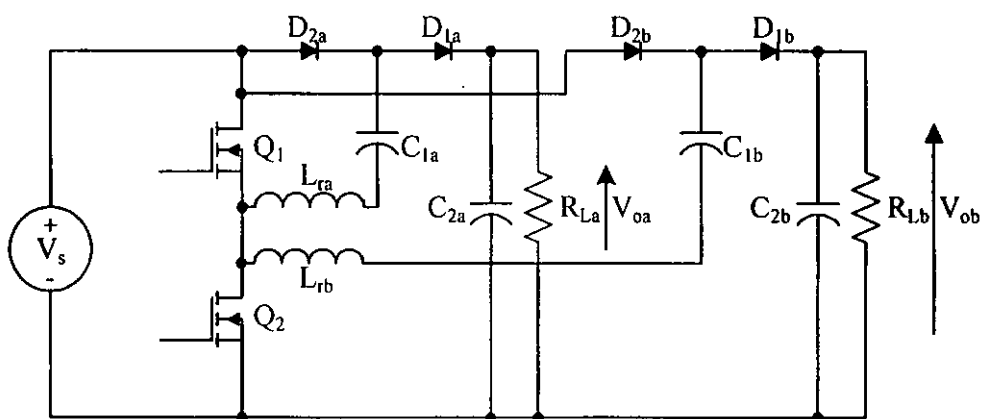 D2a D1a D2b D1b
Q1 C1a C1b
Lra
+
Vs
-
C2a RLa Voa C2b RLb Vob
Lrb
Q2